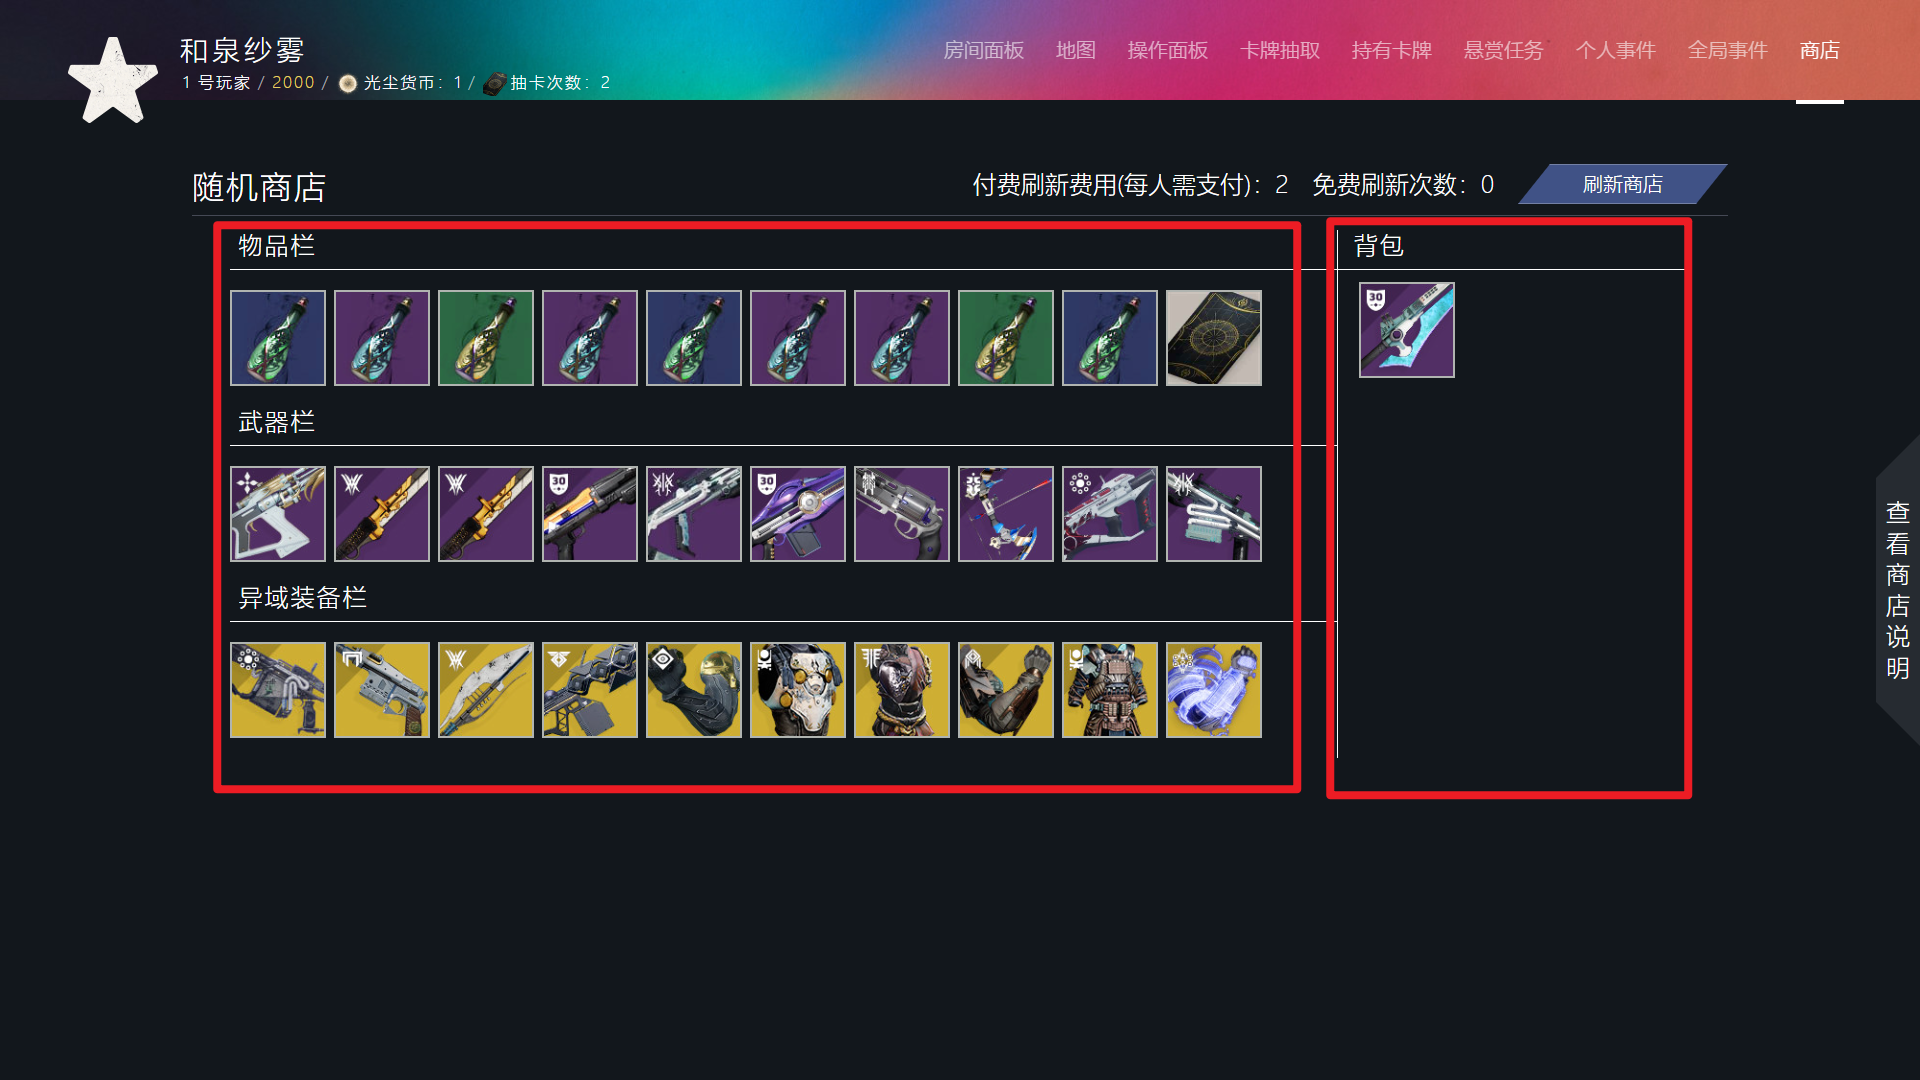 和泉纱雾
1 号玩家 / 2000 / 光尘货币：1 / 抽卡次数：2
房间面板 地图 操作面板 卡牌抽取 持有卡牌 悬赏任务 个人事件 全局事件 商店
随机商店
付费刷新费用(每人需支付)：2 免费刷新次数：0
刷新商店
物品栏
背包
30
武器栏
30
30
异域装备栏
查看商店说明